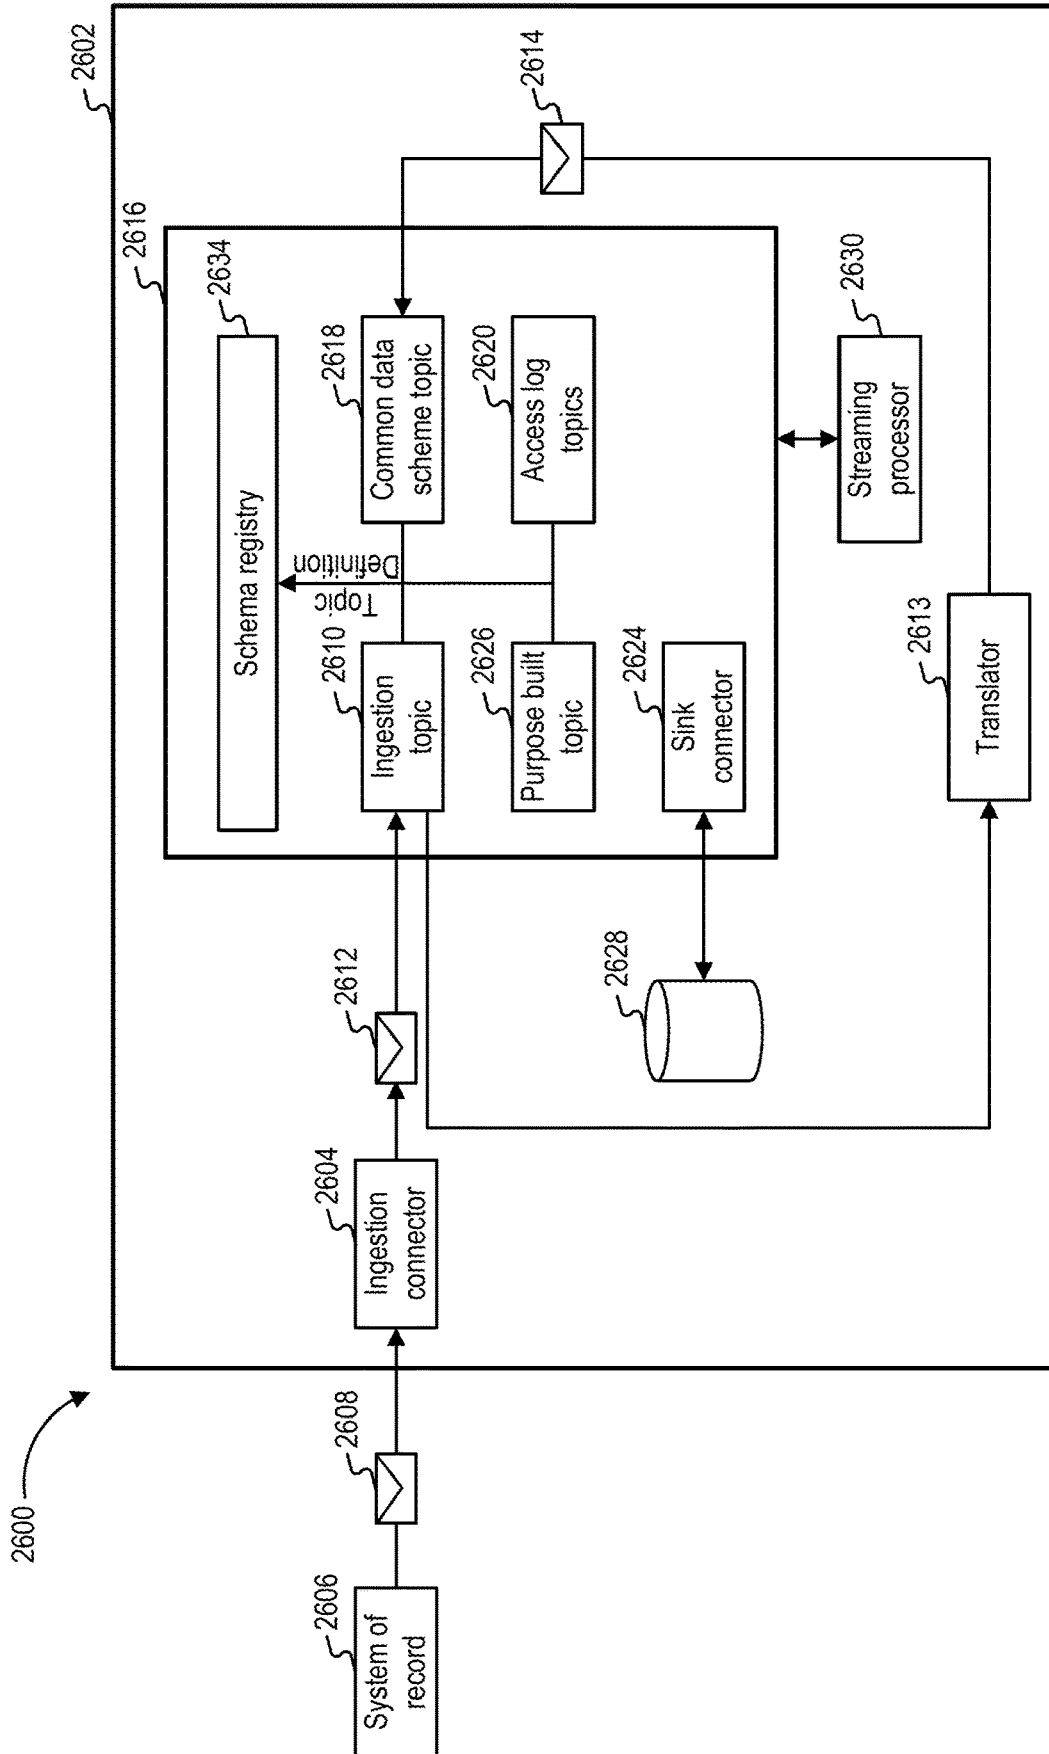 2600
2602
2616
2634
Schema registry
2606
System of
record
2608
2604
Ingestion
connector
2612
2610
Ingestion
topic
Topic
Definition
2618
Common data
scheme topic
2614
2626
Purpose built
topic
2620
Access log
topics
2628
2624
Sink
connector
2630
Streaming
processor
2613
Translator